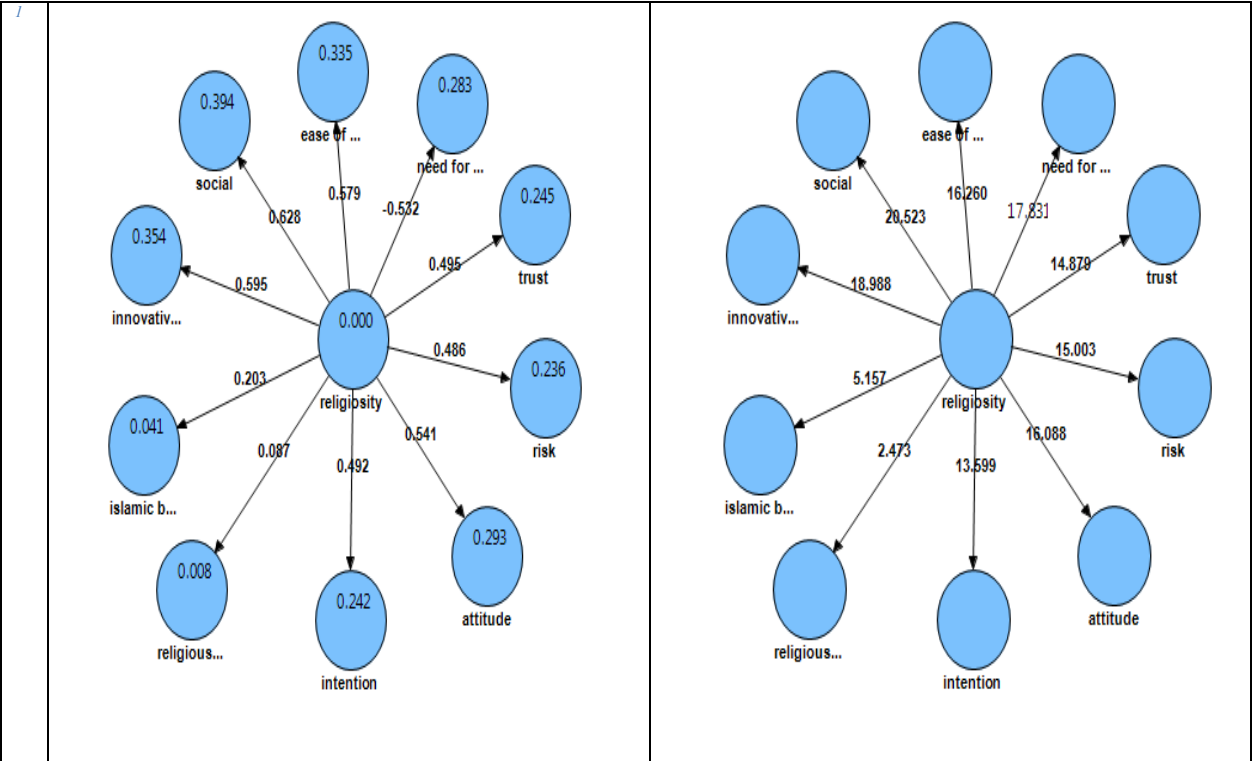 1
0.335
ease of ...
0.283
need for ...
0.394
social
0.245
trust
0.579
-0.532
0.628
0.495
0.354
innovativ...
0.595
0.000
religiosity
0.486
0.236
risk
0.203
0.041
islamic b...
0.087
0.492
0.541
0.008
religious...
0.242
intention
0.293
attitude
ease of ...
need for ...
social
trust
16.260
17.831
20.523
14.879
innovativ...
18.988
religiosity
15.003
risk
5.157
islamic b...
2.473
13.599
16.088
religious...
intention
attitude